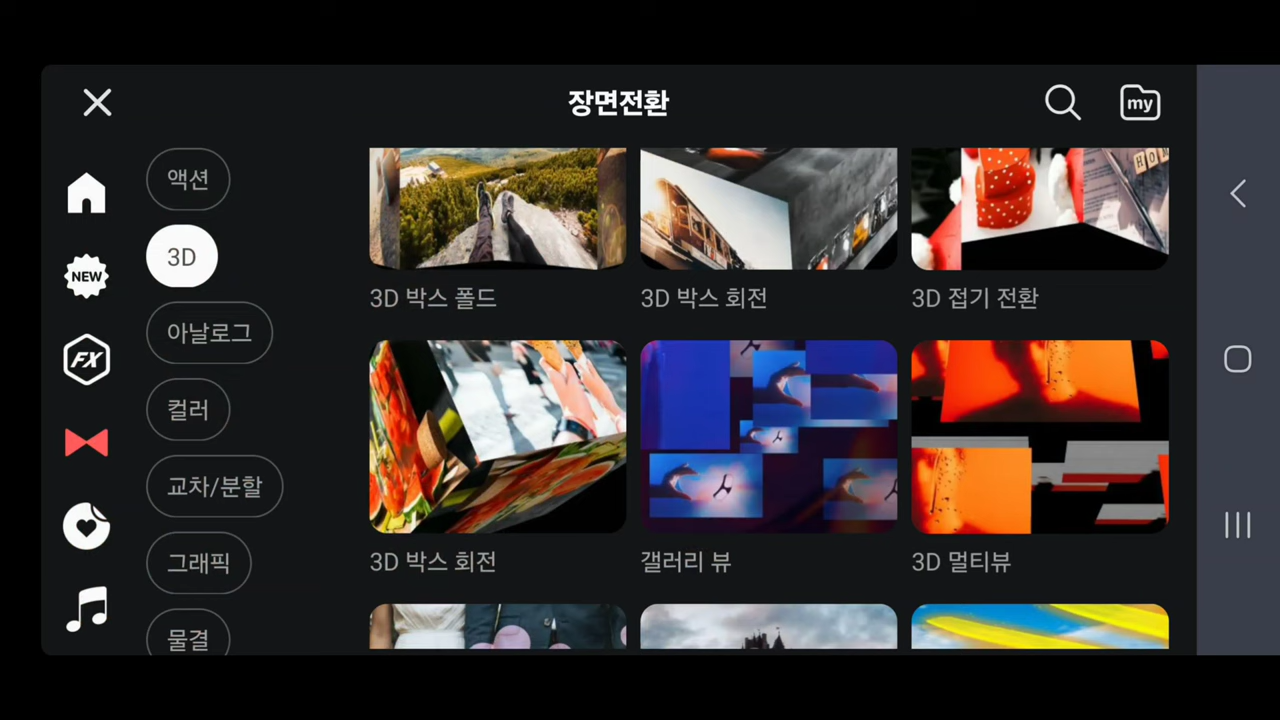 장면전환
my
NEW
FX
액션
3D
아날로그
컬러
교차/분할
그래픽
물결
3D 박스 폴드
3D 박스 회전
3D 접기 전환
3D 박스 회전
갤러리 뷰
3D 멀티뷰